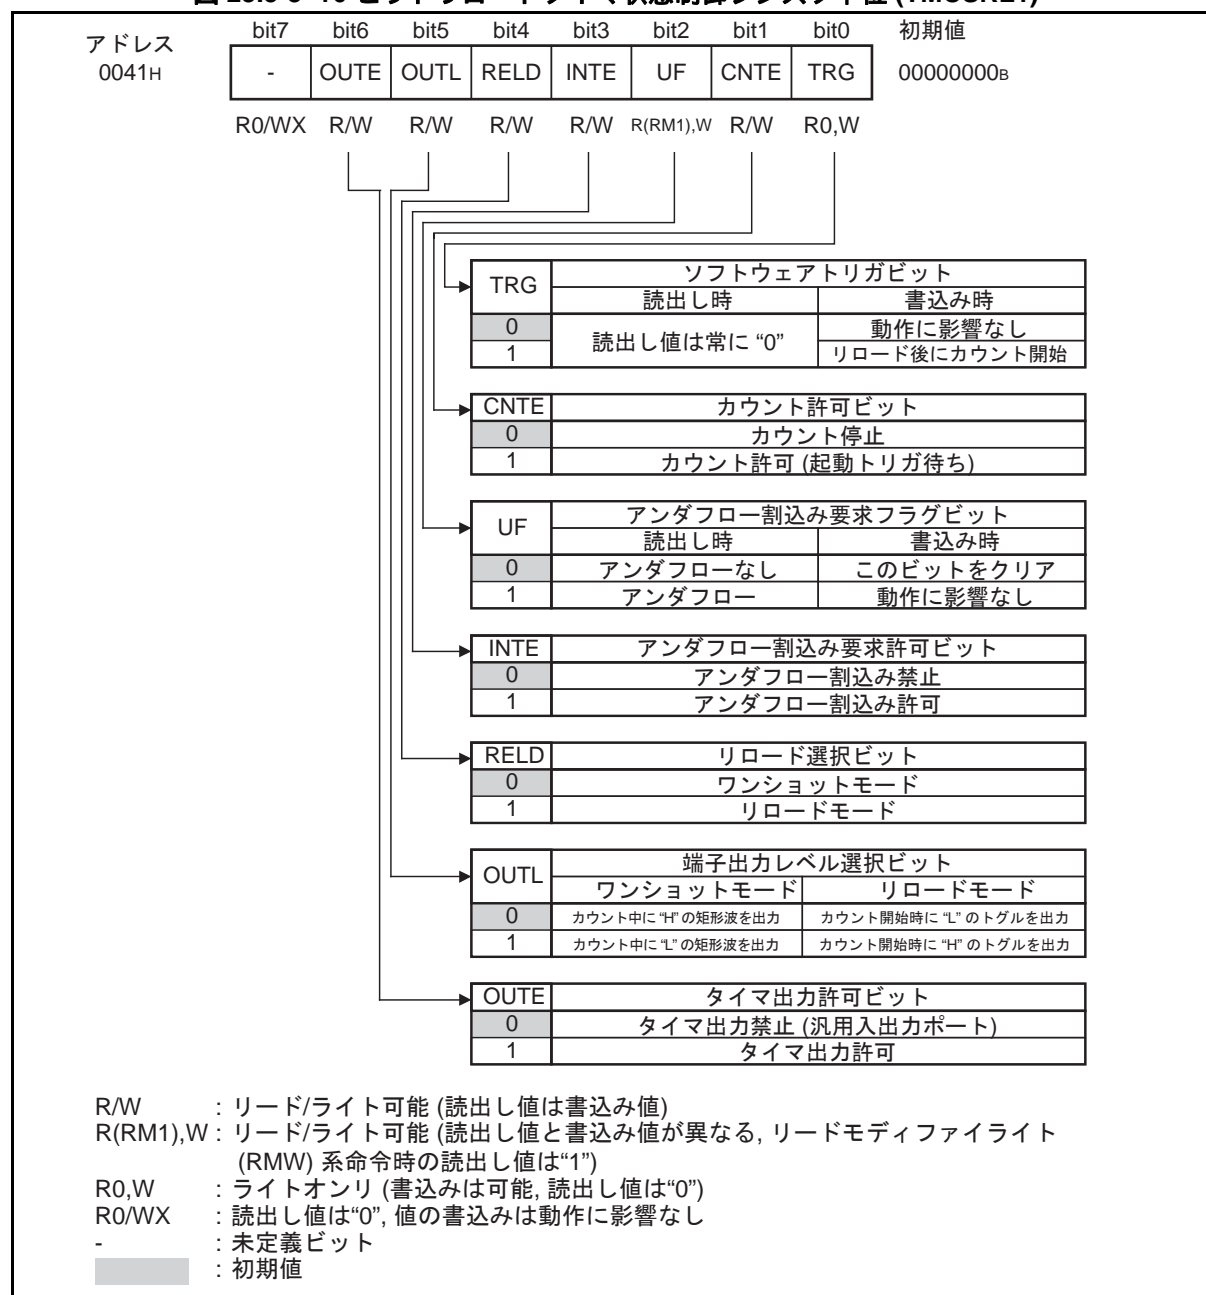 bit7 bit6 bit5 bit4 bit3 bit2 bit1 bit0 初期値
アドレス
0041H - OUTE OUTL RELD INTE UF CNTE TRG 00000000B
R0/WX R/W R/W R/W R/W R(RM1),W R/W R0,W
TRG ソフトウェアトリガビット
読出し時 書込み時
0 読出し値は常に “0” 動作に影響なし
1 リロード後にカウント開始
CNTE カウント許可ビット
0 カウント停止
1 カウント許可 (起動トリガ待ち)
UF アンダフロー割込み要求フラグビット
読出し時 書込み時
0 アンダフローなし このビットをクリア
1 アンダフロー 動作に影響なし
INTE アンダフロー割込み要求許可ビット
0 アンダフロー割込み禁止
1 アンダフロー割込み許可
RELD リロード選択ビット
0 ワンショットモード
1 リロードモード
OUTL 端子出力レベル選択ビット
ワンショットモード リロードモード
0 カウント中に “H” の矩形波を出力 カウント開始時に “L” のトグルを出力
1 カウント中に “L” の矩形波を出力 カウント開始時に “H” のトグルを出力
OUTE タイマ出力許可ビット
0 タイマ出力禁止 (汎用入出力ポート)
1 タイマ出力許可
R/W : リード/ライト可能 (読出し値は書込み値)
R(RM1),W : リード/ライト可能 (読出し値と書込み値が異なる, リードモディファイライト
(RMW) 系命令時の読出し値は“1”)
R0,W : ライトオンリ (書込みは可能, 読出し値は“0”)
R0/WX : 読出し値は“0”, 値の書込みは動作に影響なし
- : 未定義ビット
: 初期値